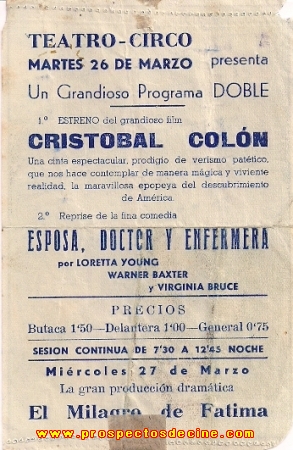 TEATRO-CIRCO
MARTES 26 DE MARZO presenta
Un Grandioso Programa DOBLE
1º ESTRENO del grandioso film
CRISTOBAL COLÓN
Una cinta espectacular, prodigio de verismo patético,
que nos hace contemplar de manera mágica y viviente
realidad, la maravillosa epopeya del descubrimiento
de América.
2º Reprise de la fina comedia
ESPOSA, DOCTOR Y ENFERMERA
por LORETTA YOUNG
WARNER BAXTER
y VIRGINIA BRUCE
PRECIOS
Butaca 1'50—Delantera 1'00—General 0'75
SESION CONTINUA DE 7'30 A 12'45 NOCHE
Miércoles 27 de Marzo
La gran producción dramática
El Milagro de Fatima
www.prospectosdecine.com